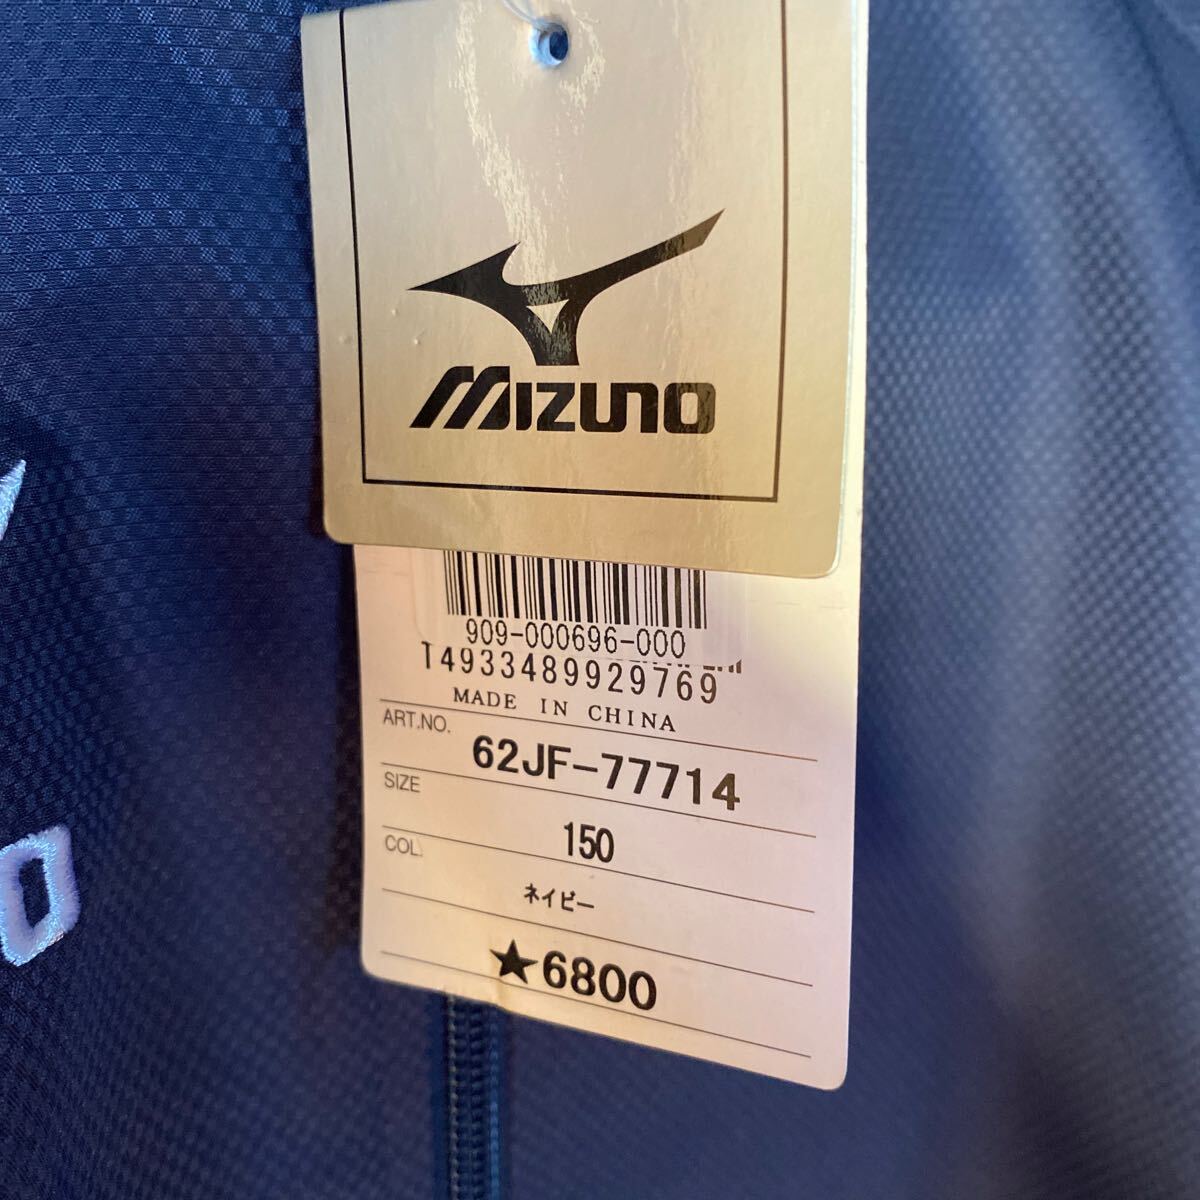 MIZUNO
909-000696-000
T4933489929769
MADE IN CHINA
ART.NO.
62JF-77714
SIZE
150
COL.
ネイビー
★6800